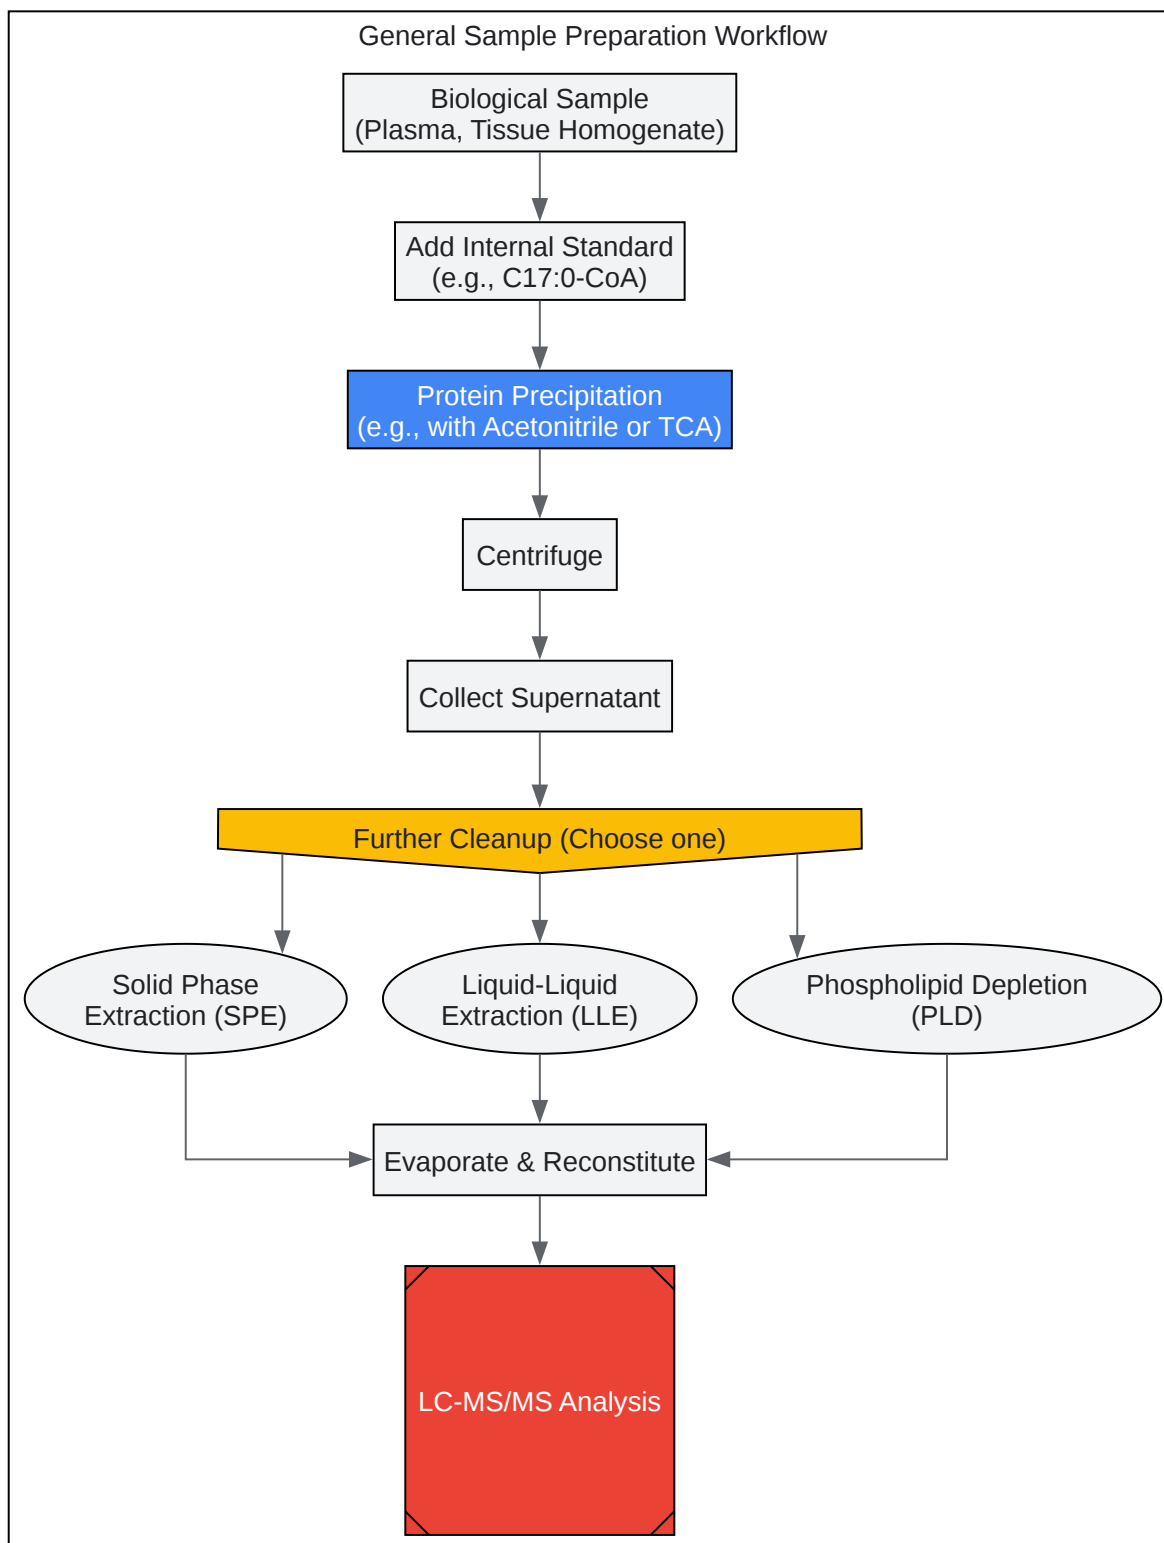 General Sample Preparation Workflow
Biological Sample
(Plasma, Tissue Homogenate)
Add Internal Standard
(e.g., C17:0-CoA)
Protein Precipitation
(e.g., with Acetonitrile or TCA)
Centrifuge
Collect Supernatant
Further Cleanup (Choose one)
Solid Phase
Extraction (SPE)
Liquid-Liquid
Extraction (LLE)
Phospholipid Depletion
(PLD)
Evaporate & Reconstitute
LC-MS/MS Analysis